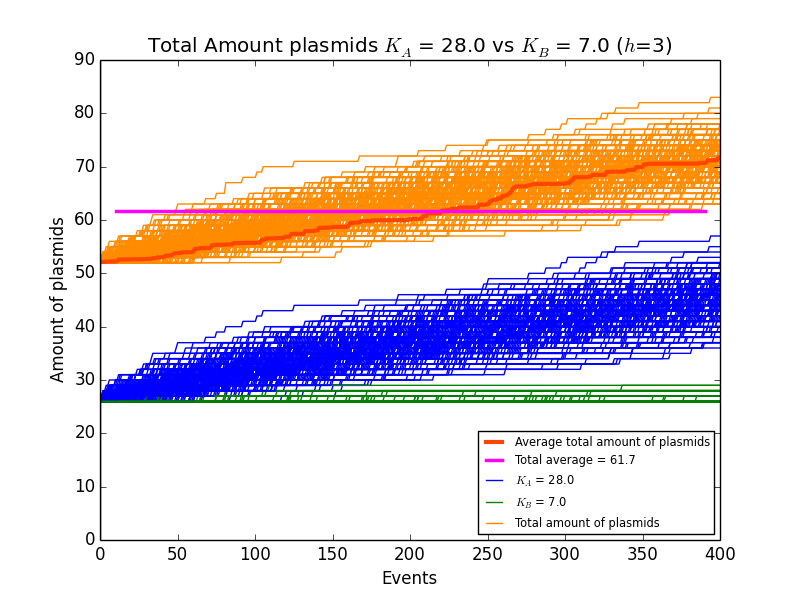 Total Amount plasmids K_A = 28.0 vs K_B = 7.0 (h=3)
90
80
70
60
50
40
30
20
10
0
Amount of plasmids
Average total amount of plasmids
Total average = 61.7
K_A = 28.0
K_B = 7.0
Total amount of plasmids
0 50 100 150 200 250 300 350 400
Events